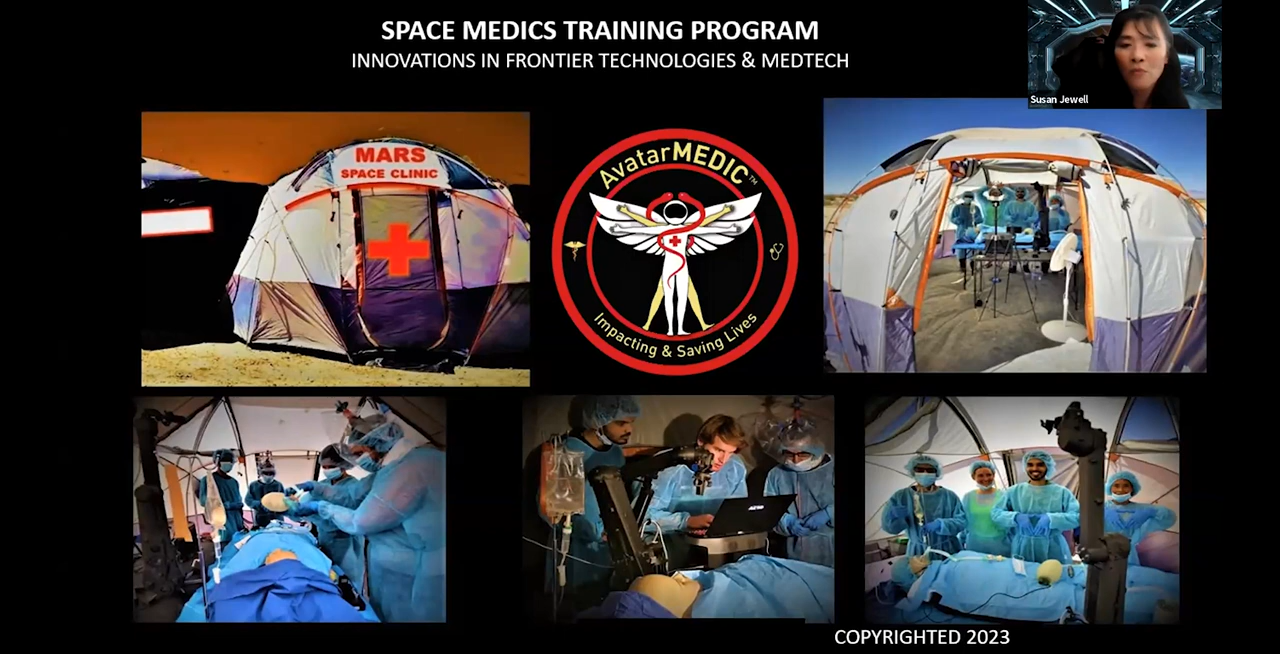 SPACE MEDICS TRAINING PROGRAM
INNOVATIONS IN FRONTIER TECHNOLOGIES & MEDTECH
Susan Jewell
MARS
SPACE CLINIC
AvatarMEDIC™
Impacting & Saving Lives
COPYRIGHTED 2023